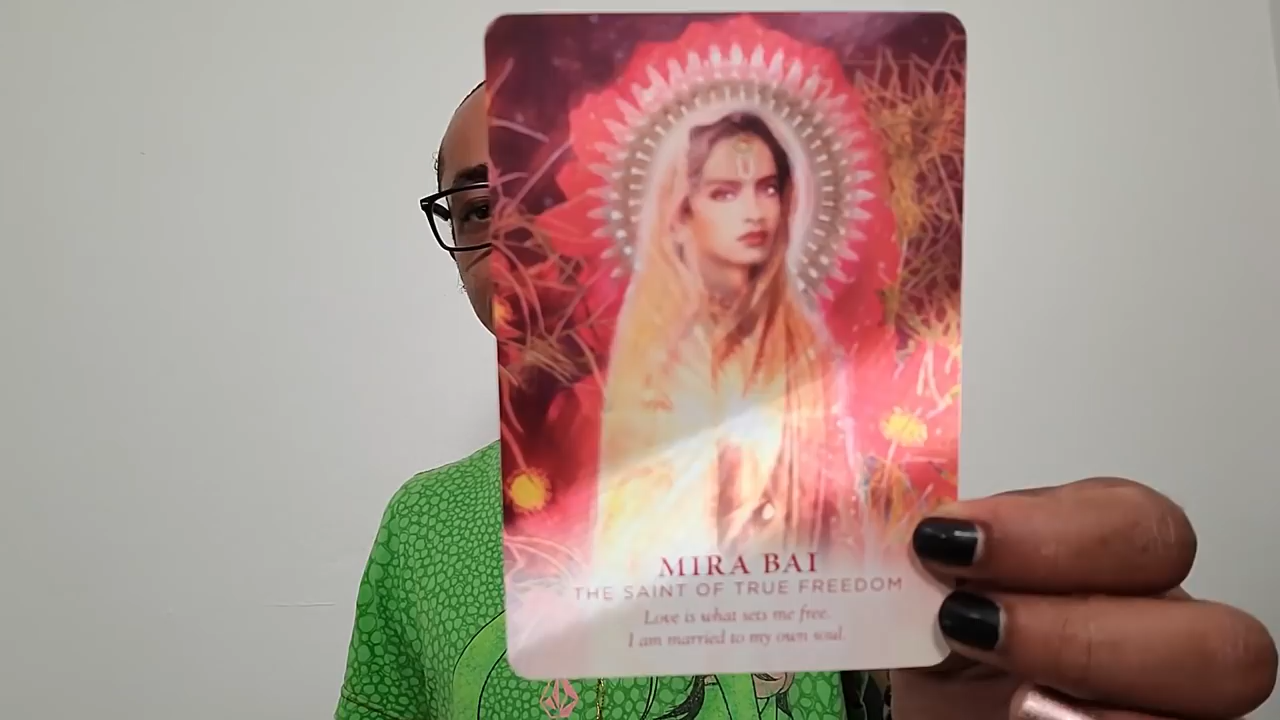 MIRA BAI
THE SAINT OF TRUE FREEDOM
Love is what sets me free.
I am married to my own soul.